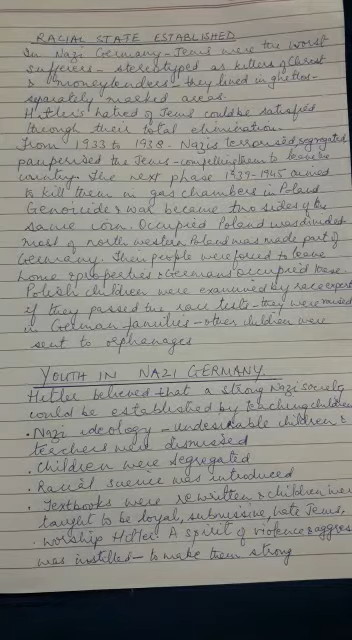 RACIAL STATE ESTABLISHED
In Nazi Germany - Jews were the worst
sufferers - stereotyped as killers of Christ
& moneylenders - they lived in ghettos -
separately marked areas.
Hitler's hatred of Jews could be satisfied
through their total elimination.
From 1933 to 1938 - Nazis terrorised, segregated
pauperised the Jews - compelling them to leave the
country. The next phase 1939-1945 aimed
to kill them in gas chambers in Poland
Genocide & war became two sides of the
same coin. Occupied Poland was divided
most of north western Poland was made part of
Germany. Then people were forced to leave
home & properties & Germans occupied these.
Polish children were examined by race expert
if they passed the race tests - they were raised
in German families - other children were
sent to orphanages
YOUTH IN NAZI GERMANY
Hitler believed that a strong Nazi society
could be established by teaching children
• Nazi ideology - undesirable children &
teachers were dismissed
• Children were segregated
• Racial science was introduced
• Textbooks were rewritten & children were
taught to be loyal, submissive, hate Jews,
• worship Hitler. A spirit of violence & aggres
was instilled - to make them strong